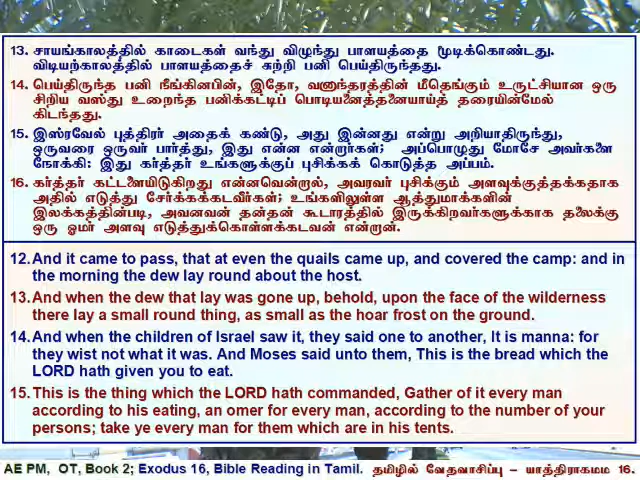 13. சாயங்காலத்தில் காடைகள் வந்து விழுந்து பாளயத்தை மூடிக்கொண்டது.
விடியற்காலத்தில் பாளயத்தைச் சுற்றி பனி பெய்திருந்தது.
14. பெய்திருந்த பனி நீங்கினபின், இதோ, வனாந்தரத்தின் மீதெங்கும் உருட்சியான ஒரு
சிறிய வஸ்து உறைந்த பனிக்கட்டிப் பொடியனைத்தனையாய்த் தரையின்மேல்
கிடந்தது.
15. இஸ்ரவேல் புத்திரர் அதைக் கண்டு, அது இன்னது என்று அறியாதிருந்து,
ஒருவரை ஒருவர் பார்த்து, இது என்ன என்றார்கள்; அப்பொழுது மோசே அவர்களை
நோக்கி: இது கர்த்தர் உங்களுக்குப் புசிக்கக் கொடுத்த அப்பம்.
16. கர்த்தர் கட்டளையிடுகிறது என்னவென்றால், அவரவர் புசிக்கும் அளவுக்குத்தக்கதாக
அதில் எடுத்து சேர்க்கக்கடவீர்கள்; உங்களிலுள்ள ஆத்துமாக்களின்
இலக்கத்தின்படி, அவனவன் தன்தன் கூடாரத்தில் இருக்கிறவர்களுக்காக தலைக்கு
ஒரு ஓமர் அளவு எடுத்துக்கொள்ளக்கடவன் என்றான்.
12. And it came to pass, that at even the quails came up, and covered the camp: and in
the morning the dew lay round about the host.
13. And when the dew that lay was gone up, behold, upon the face of the wilderness
there lay a small round thing, as small as the hoar frost on the ground.
14. And when the children of Israel saw it, they said one to another, It is manna: for
they wist not what it was. And Moses said unto them, This is the bread which the
LORD hath given you to eat.
15. This is the thing which the LORD hath commanded, Gather of it every man
according to his eating, an omer for every man, according to the number of your
persons; take ye every man for them which are in his tents.
AE PM, OT, Book 2; Exodus 16, Bible Reading in Tamil. தமிழில் வேதவாசிப்பு – யாத்திராகமம 16.